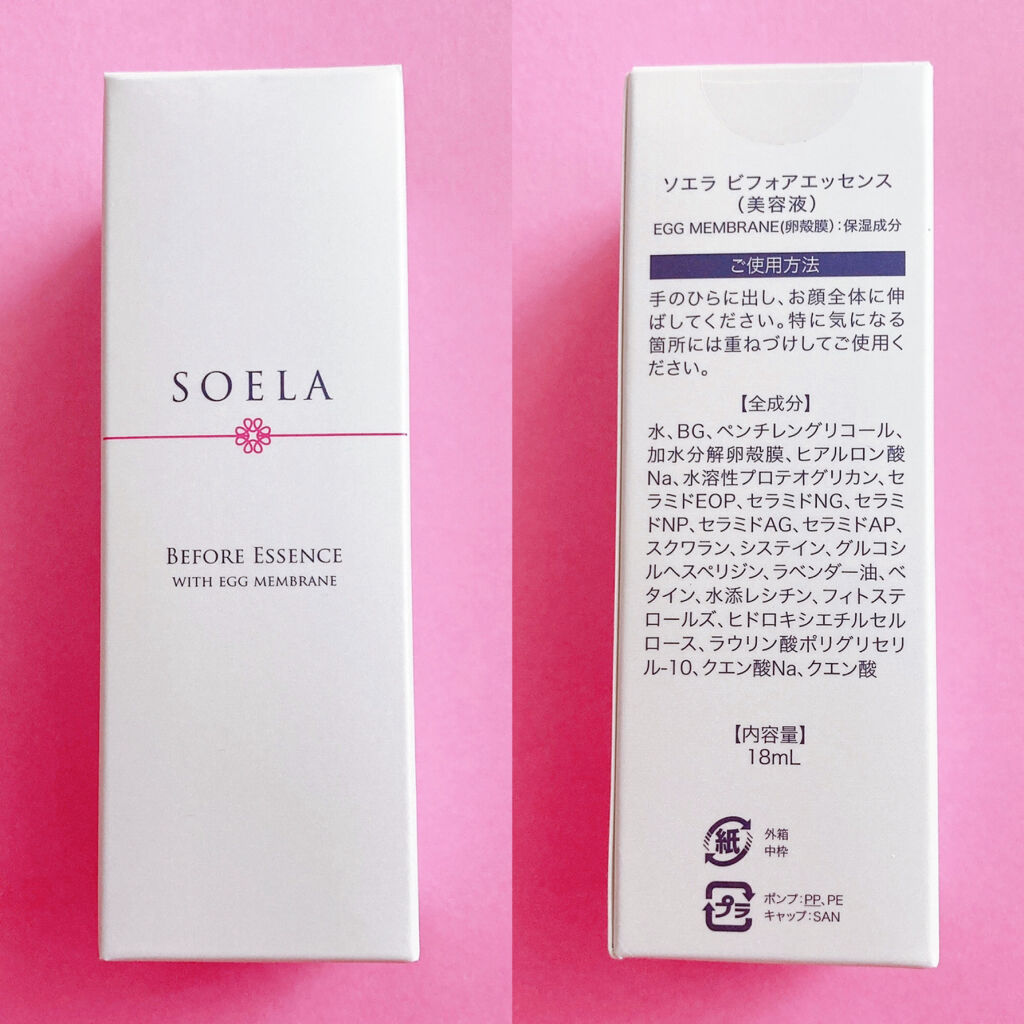 SOELA
BEFORE ESSENCE
WITH EGG MEMBRANE
ソエラ ビフォアエッセンス
（美容液）
EGG MEMBRANE(卵殻膜)：保湿成分
ご使用方法
手のひらに出し、お顔全体に伸
ばしてください。特に気になる
箇所には重ねづけしてご使用く
ださい。
【全成分】
水、BG、ペンチレングリコール、
加水分解卵殻膜、ヒアルロン酸
Na、水溶性プロテオグリカン、セ
ラミドEOP、セラミドNG、セラミ
ドNP、セラミドAG、セラミドAP、
スクワラン、システイン、グルコシ
ルヘスペリジン、ラベンダー油、ベ
タイン、水添レシチン、フィトステ
ロールズ、ヒドロキシエチルセル
ロース、ラウリン酸ポリグリセリ
ル-10、クエン酸Na、クエン酸
【内容量】
18mL
紙
外箱
中枠
プラ
ポンプ：PP、PE
キャップ：SAN